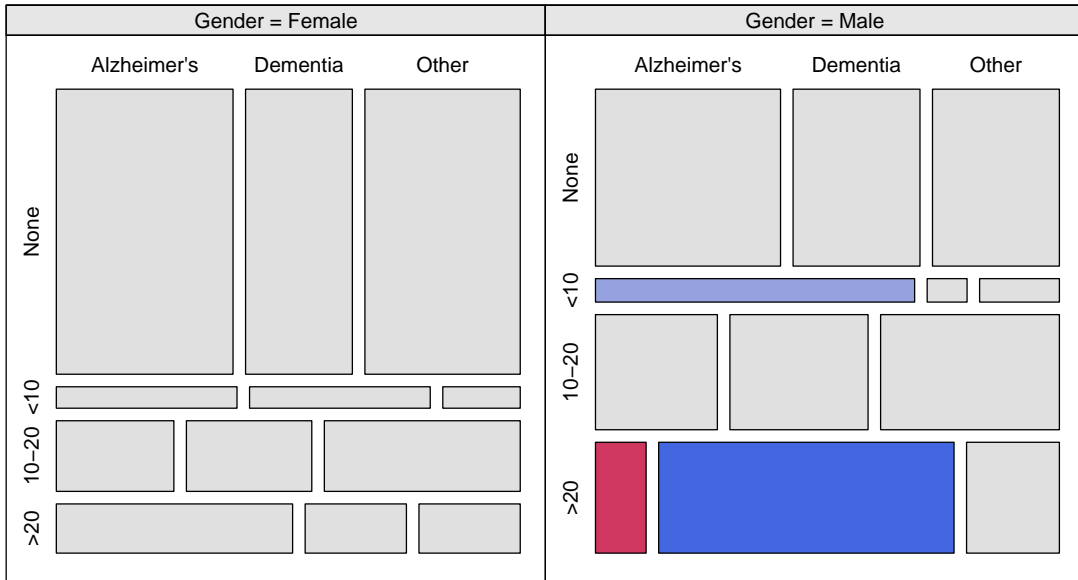 Gender = Female
Alzheimer's Dementia Other
None
<10
10−20
>20
Gender = Male
Alzheimer's Dementia Other
None
<10
10−20
>20